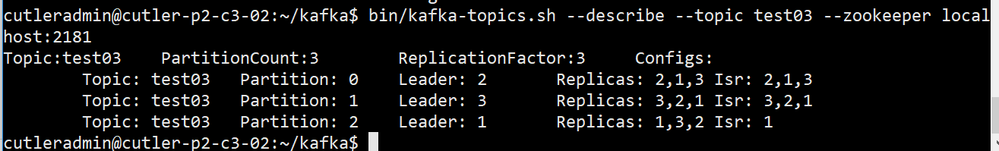 cutleradmin@cutler-p2-c3-02:~/kafka$ bin/kafka-topics.sh --describe --topic test03 --zookeeper local
host:2181
Topic:test03 PartitionCount:3 ReplicationFactor:3 Configs:
Topic: test03 Partition: 0 Leader: 2 Replicas: 2,1,3 Isr: 2,1,3
Topic: test03 Partition: 1 Leader: 3 Replicas: 3,2,1 Isr: 3,2,1
Topic: test03 Partition: 2 Leader: 1 Replicas: 1,3,2 Isr: 1
cutleradmin@cutler-p2-c3-02:~/kafka$